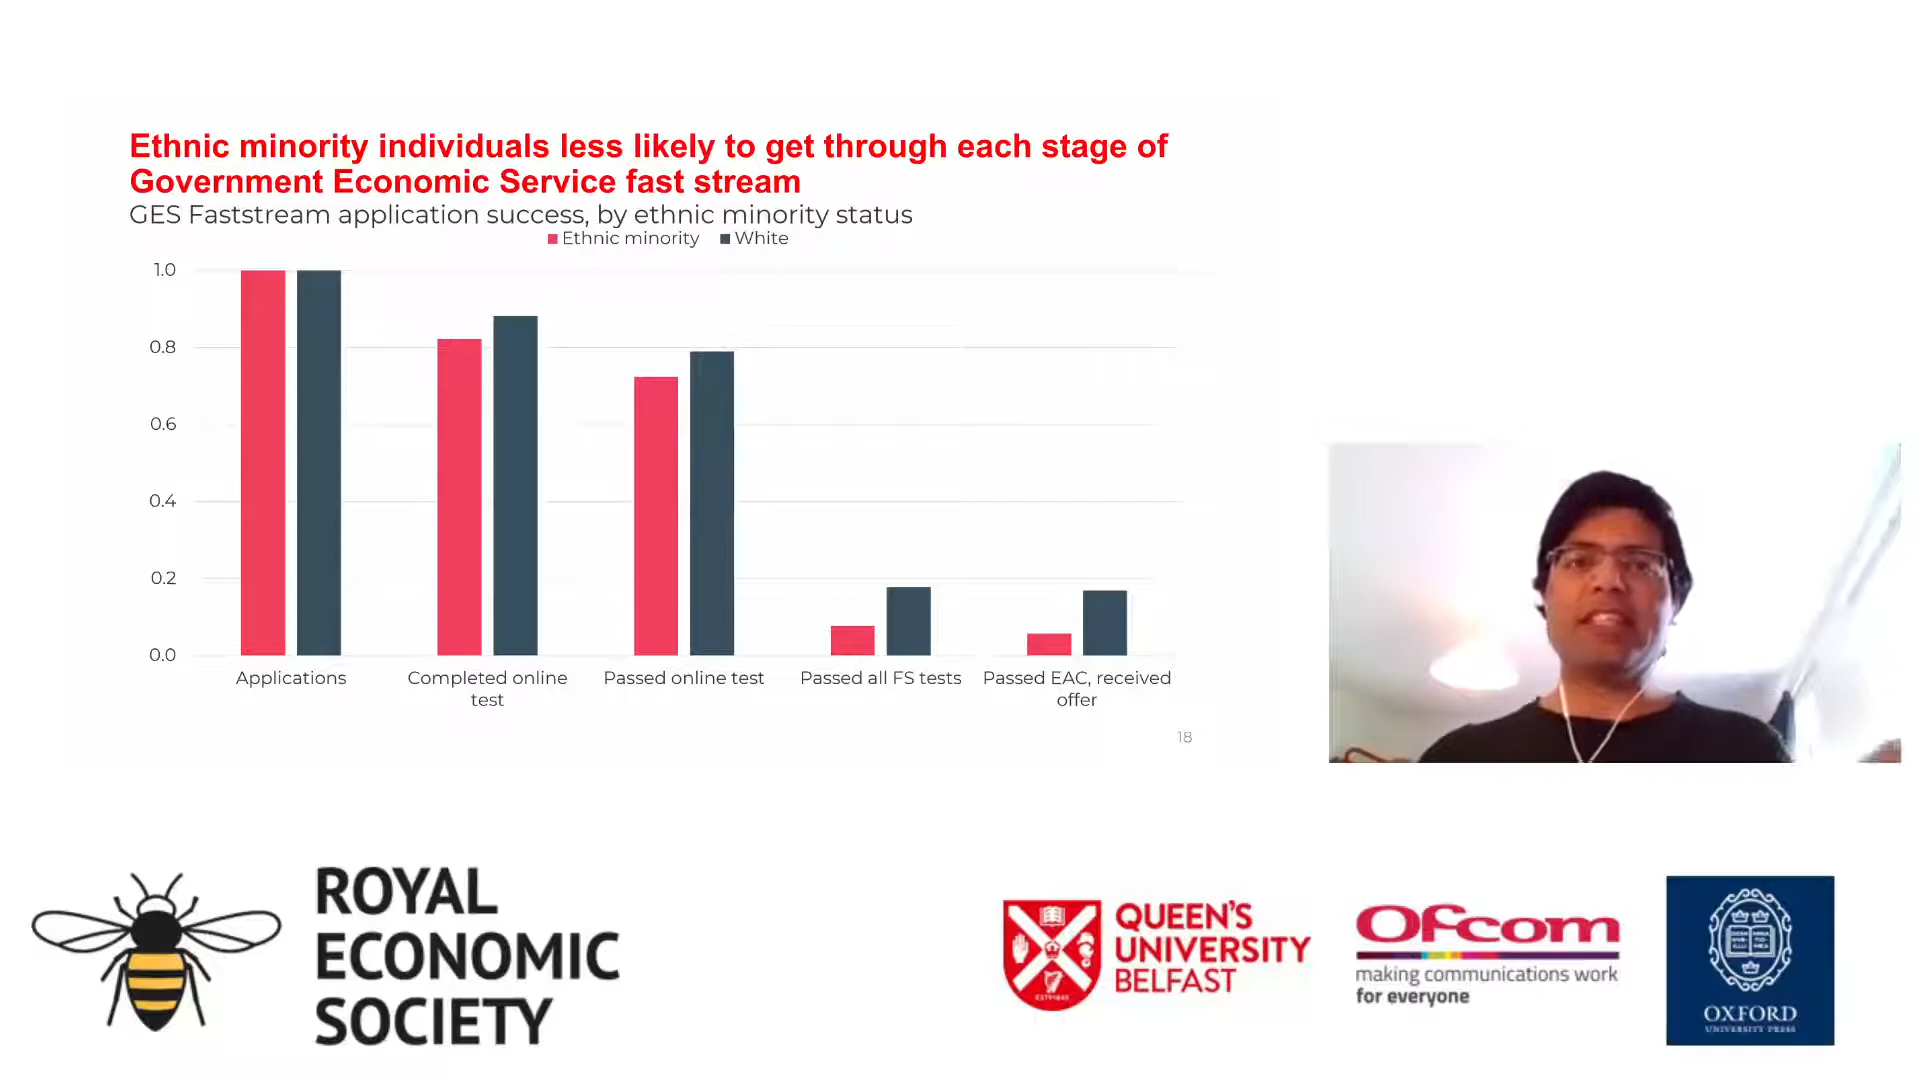 Ethnic minority individuals less likely to get through each stage of
Government Economic Service fast stream
GES Faststream application success, by ethnic minority status
Ethnic minority White
1.0
0.8
0.6
0.4
0.2
0.0
Applications
Completed online
test
Passed online test
Passed all FS tests
Passed EAC, received
offer
18
ROYAL
ECONOMIC
SOCIETY
QUEEN'S
UNIVERSITY
BELFAST
Ofcom
making communications work
for everyone
OXFORD
UNIVERSITY PRESS